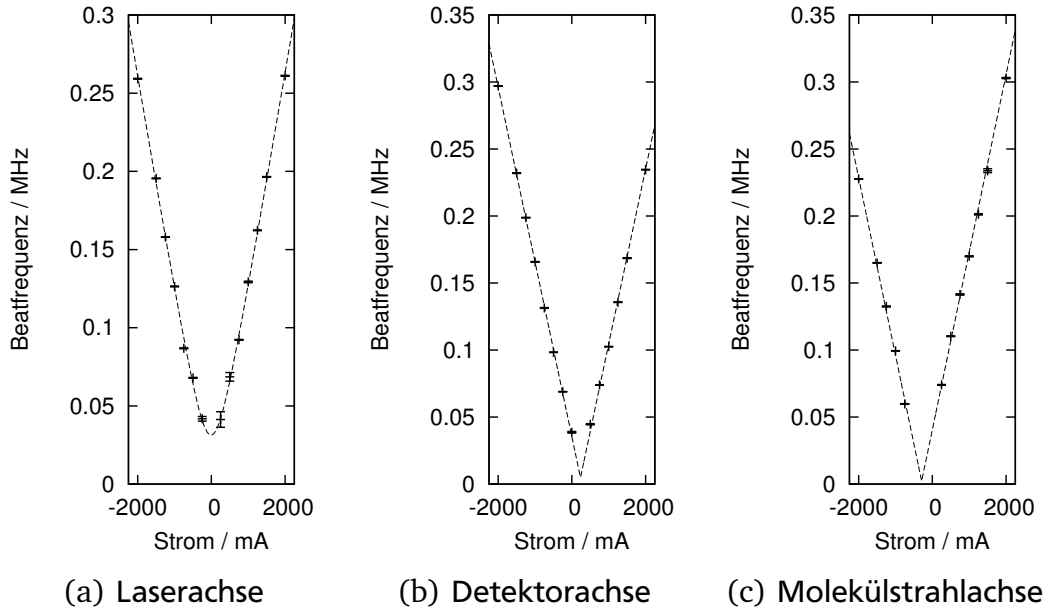 0.3
0.25
0.2
0.15
0.1
0.05
0
Beatfrequenz / MHz
-2000 0 2000
Strom / mA
(a) Laserachse
0.35
0.3
0.25
0.2
0.15
0.1
0.05
0
Beatfrequenz / MHz
-2000 0 2000
Strom / mA
(b) Detektorachse
0.35
0.3
0.25
0.2
0.15
0.1
0.05
0
Beatfrequenz / MHz
-2000 0 2000
Strom / mA
(c) Molekülstrahlachse